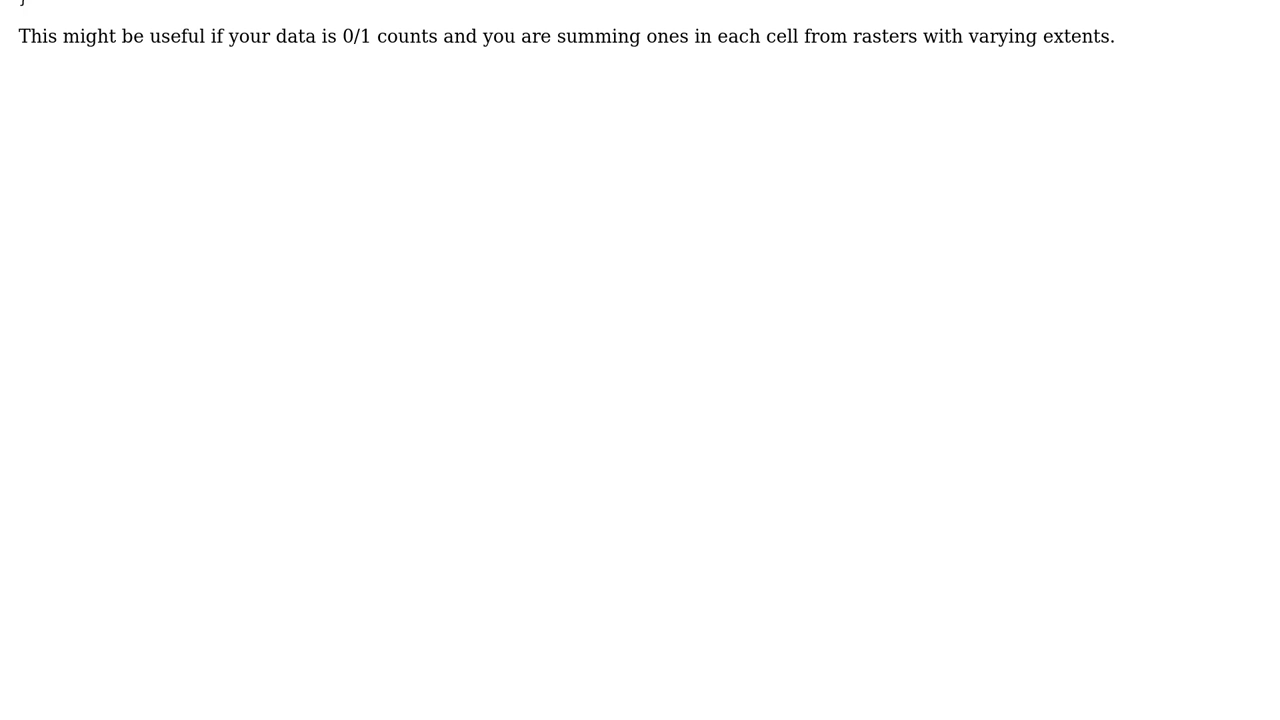 }
This might be useful if your data is 0/1 counts and you are summing ones in each cell from rasters with varying extents.